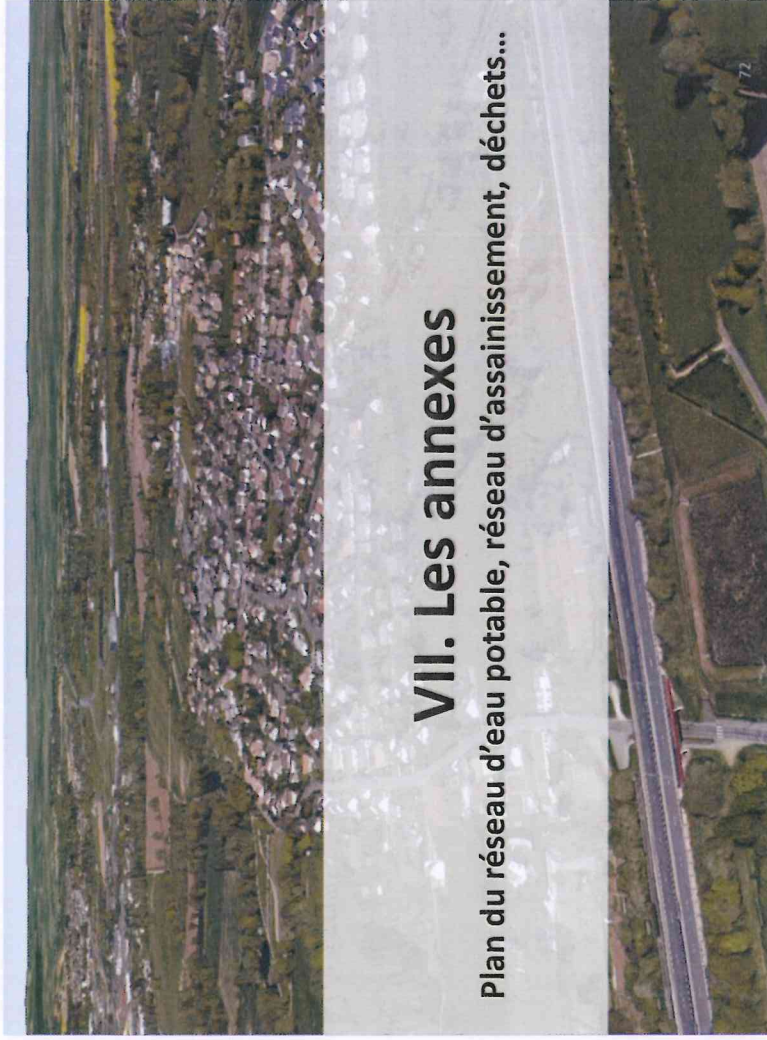 VII. Les annexes
Plan du réseau d'eau potable, réseau d'assainissement, déchets...
72